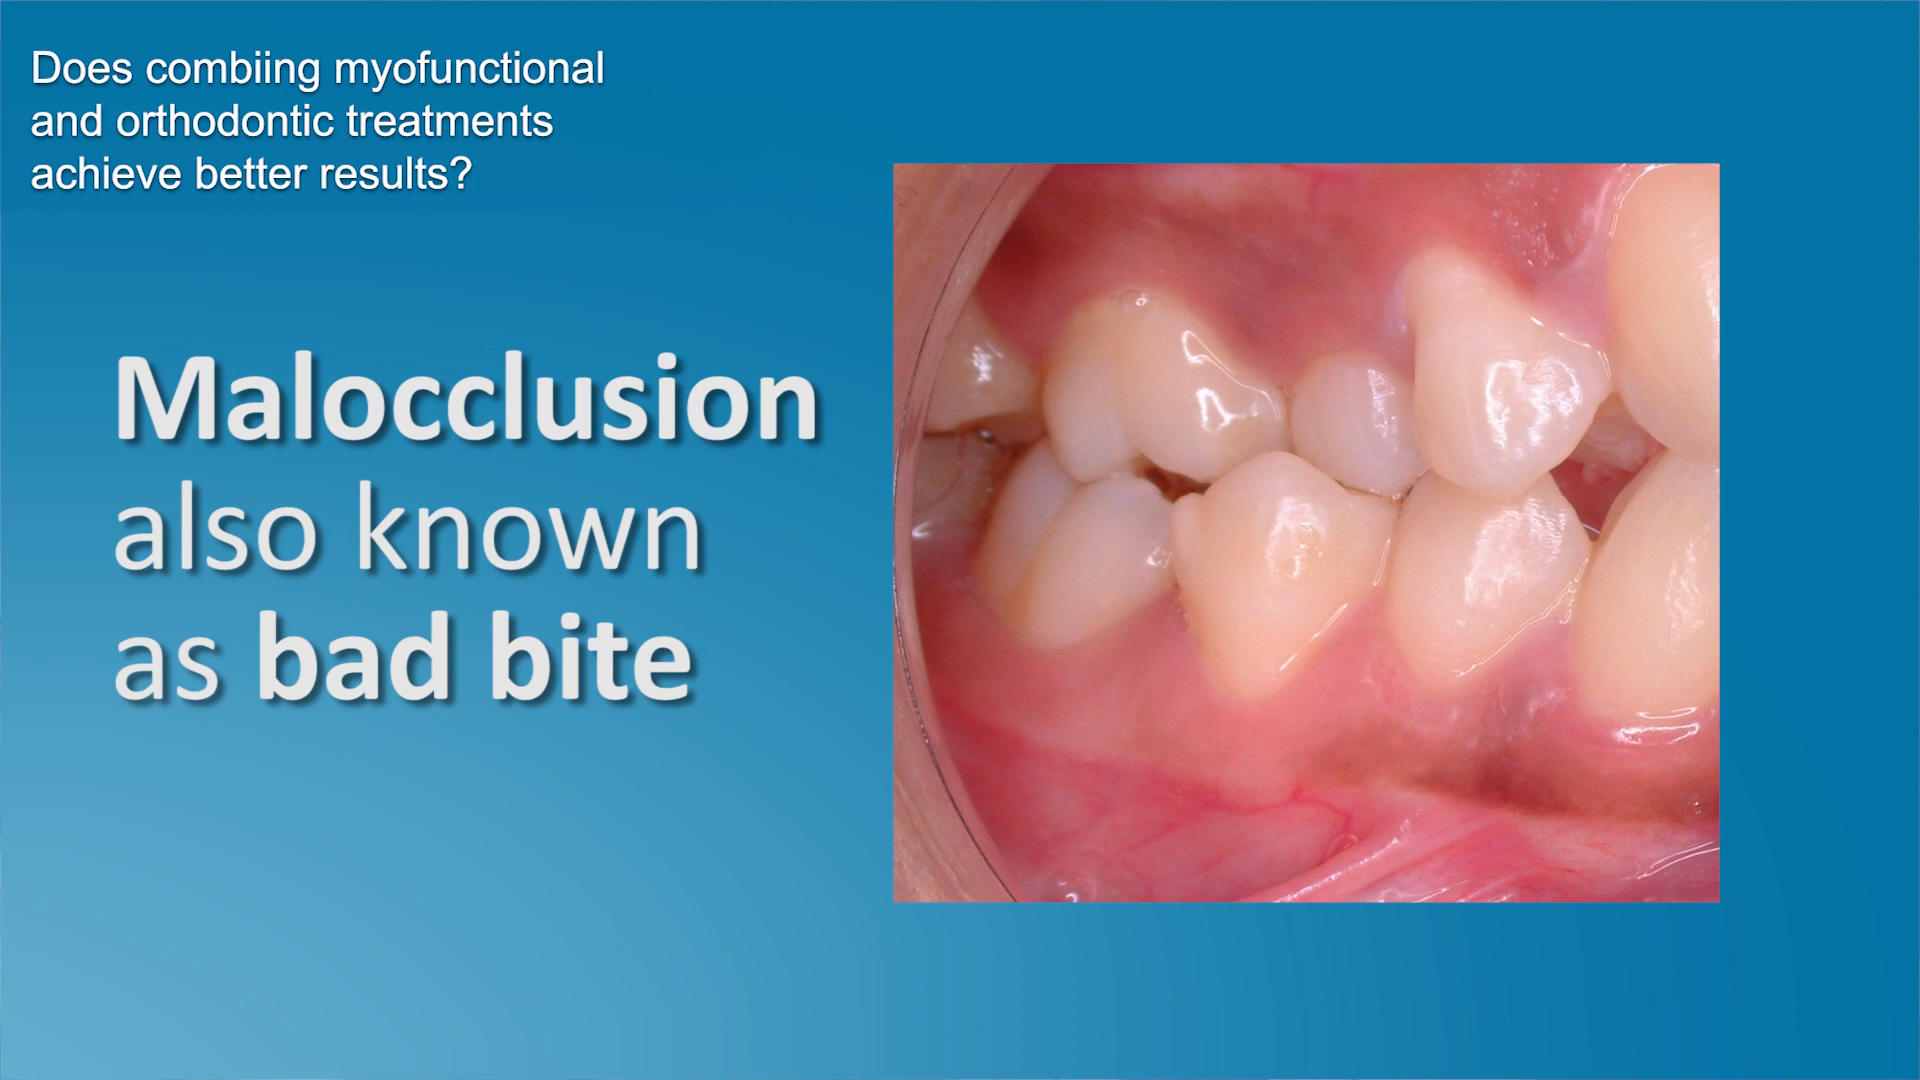 Does combiing myofunctional
and orthodontic treatments
achieve better results?
Malocclusion
also known
as bad bite